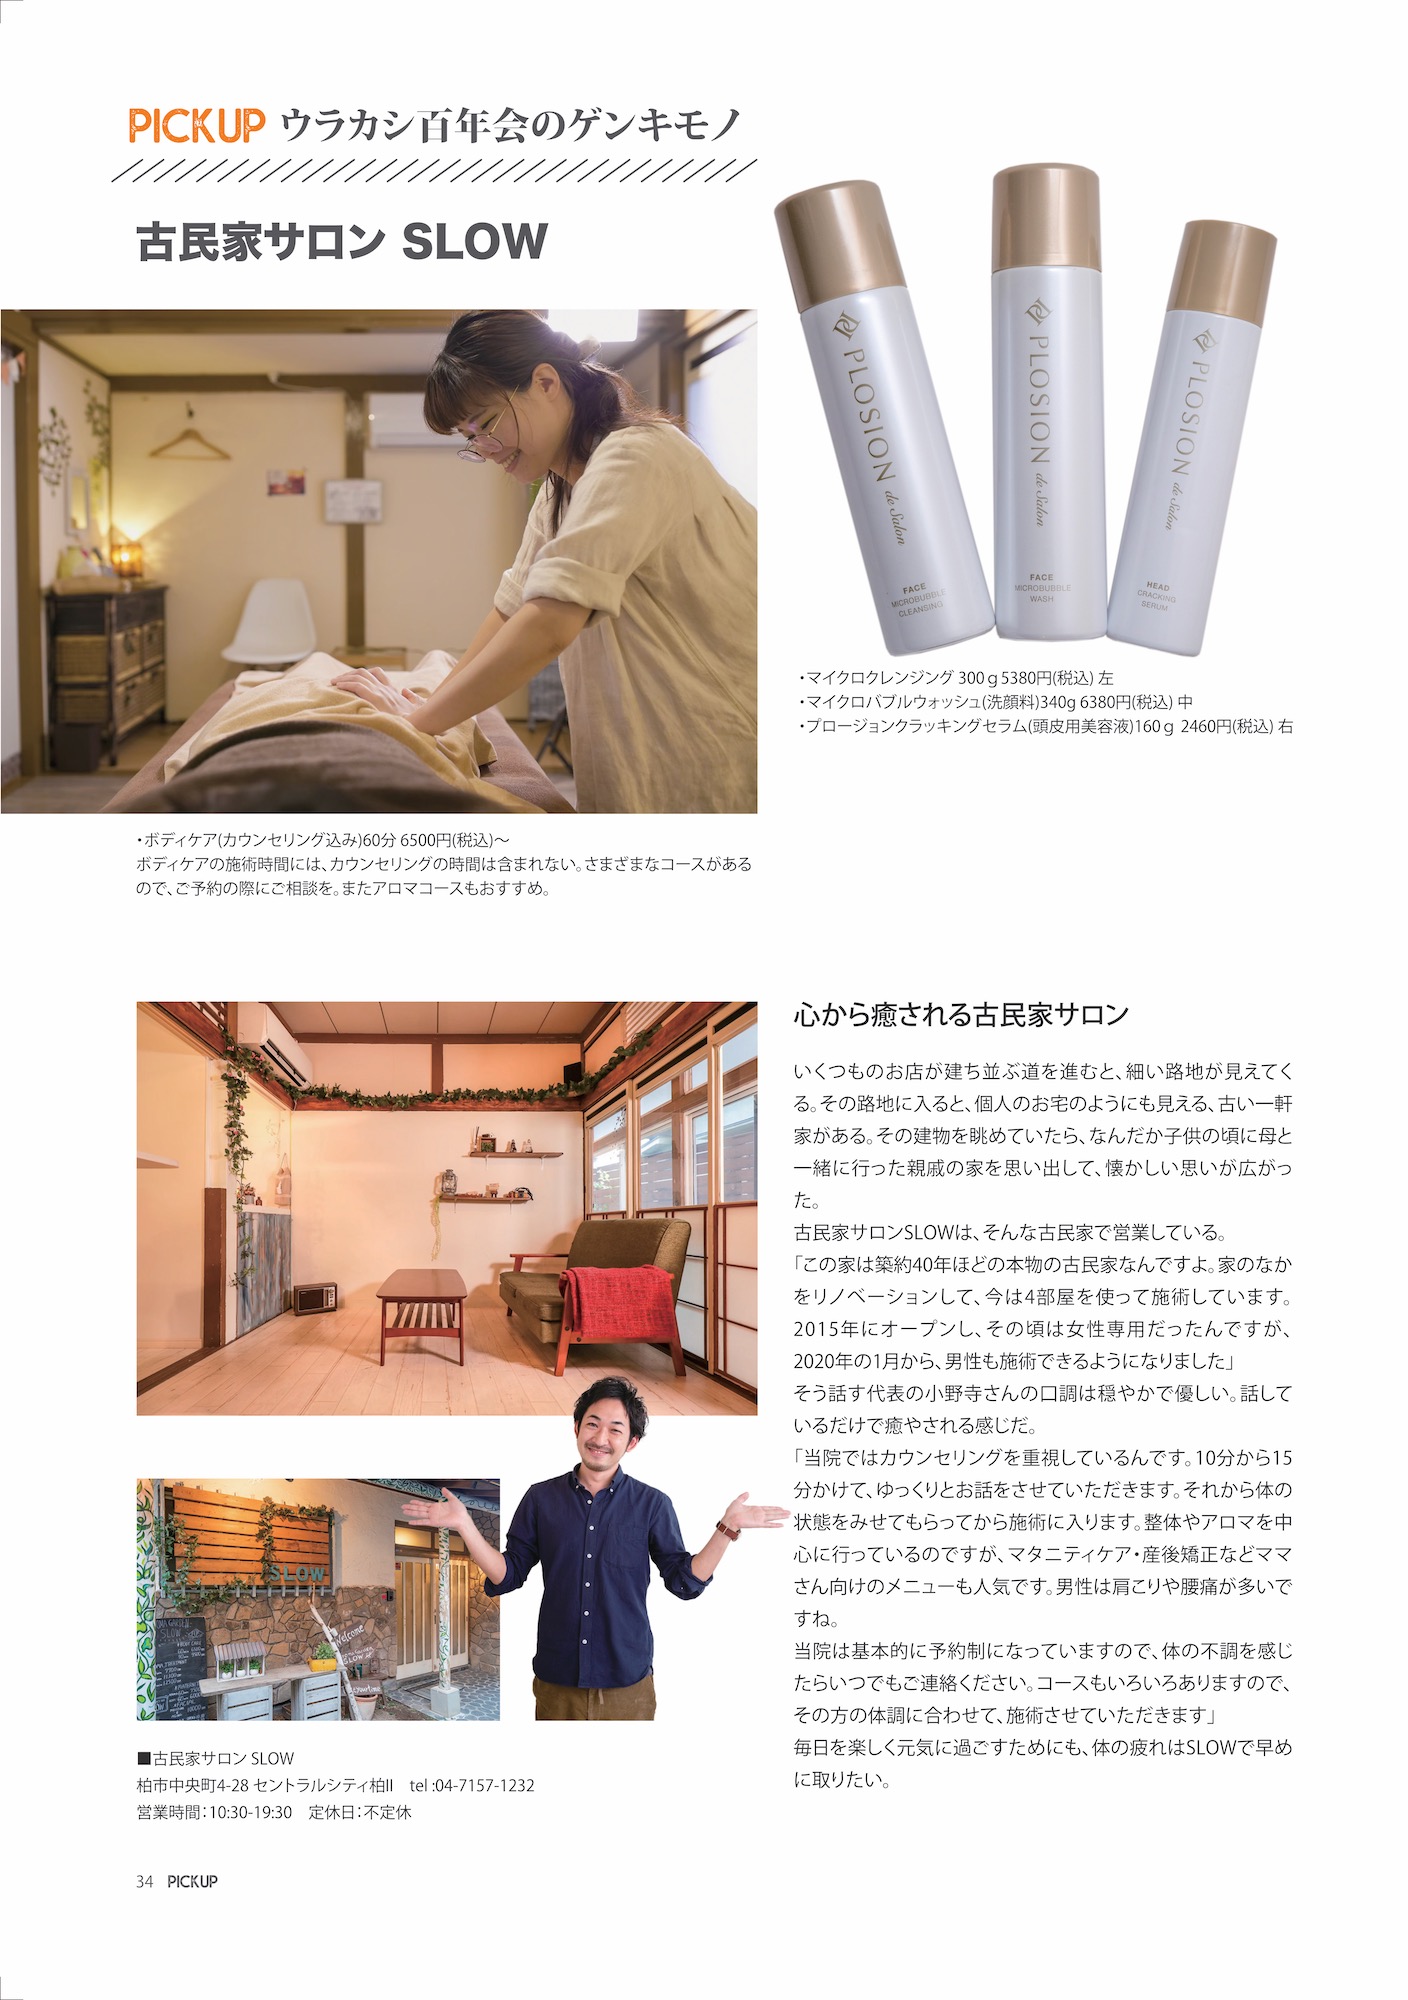 PICKUP ウラカシ百年会のゲンキモノ
古民家サロン SLOW
PLOSION de Salon
FACE
MICROBUBBLE
CLEANSING
PLOSION de Salon
FACE
MICROBUBBLE
WASH
PLOSION de Salon
HEAD
CRACKING
SERUM
・マイクロクレンジング 300ｇ5380円(税込) 左
・マイクロバブルウォッシュ(洗顔料)340g 6380円(税込) 中
・プロージョンクラッキングセラム(頭皮用美容液)160ｇ 2460円(税込) 右
・ボディケア(カウンセリング込み)60分 6500円(税込)～
ボディケアの施術時間には、カウンセリングの時間は含まれない。さまざまなコースがある
ので、ご予約の際にご相談を。またアロマコースもおすすめ。
心から癒される古民家サロン
いくつものお店が建ち並ぶ道を進むと、細い路地が見えてく
る。その路地に入ると、個人のお宅のようにも見える、古い一軒
家がある。その建物を眺めていたら、なんだか子供の頃に母と
一緒に行った親戚の家を思い出して、懐かしい思いが広がっ
た。
古民家サロンSLOWは、そんな古民家で営業している。
「この家は築約40年ほどの本物の古民家なんですよ。家のなか
をリノベーションして、今は4部屋を使って施術しています。
2015年にオープンし、その頃は女性専用だったんですが、
2020年の1月から、男性も施術できるようになりました」
そう話す代表の小野寺さんの口調は穏やかで優しい。話して
いるだけで癒やされる感じだ。
「当院ではカウンセリングを重視しているんです。10分から15
分かけて、ゆっくりとお話をさせていただきます。それから体の
状態をみせてもらってから施術に入ります。整体やアロマを中
心に行っているのですが、マタニティケア・産後矯正などママ
さん向けのメニューも人気です。男性は肩こりや腰痛が多いで
すね。
当院は基本的に予約制になっていますので、体の不調を感じ
たらいつでもご連絡ください。コースもいろいろありますので、
その方の体調に合わせて、施術させていただきます」
毎日を楽しく元気に過ごすためにも、体の疲れはSLOWで早め
に取りたい。
SLOW
SLOW
Welcome
SLOW
■古民家サロン SLOW
柏市中央町4-28 セントラルシティ柏II　tel :04-7157-1232
営業時間：10:30-19:30　定休日：不定休
34 PICKUP